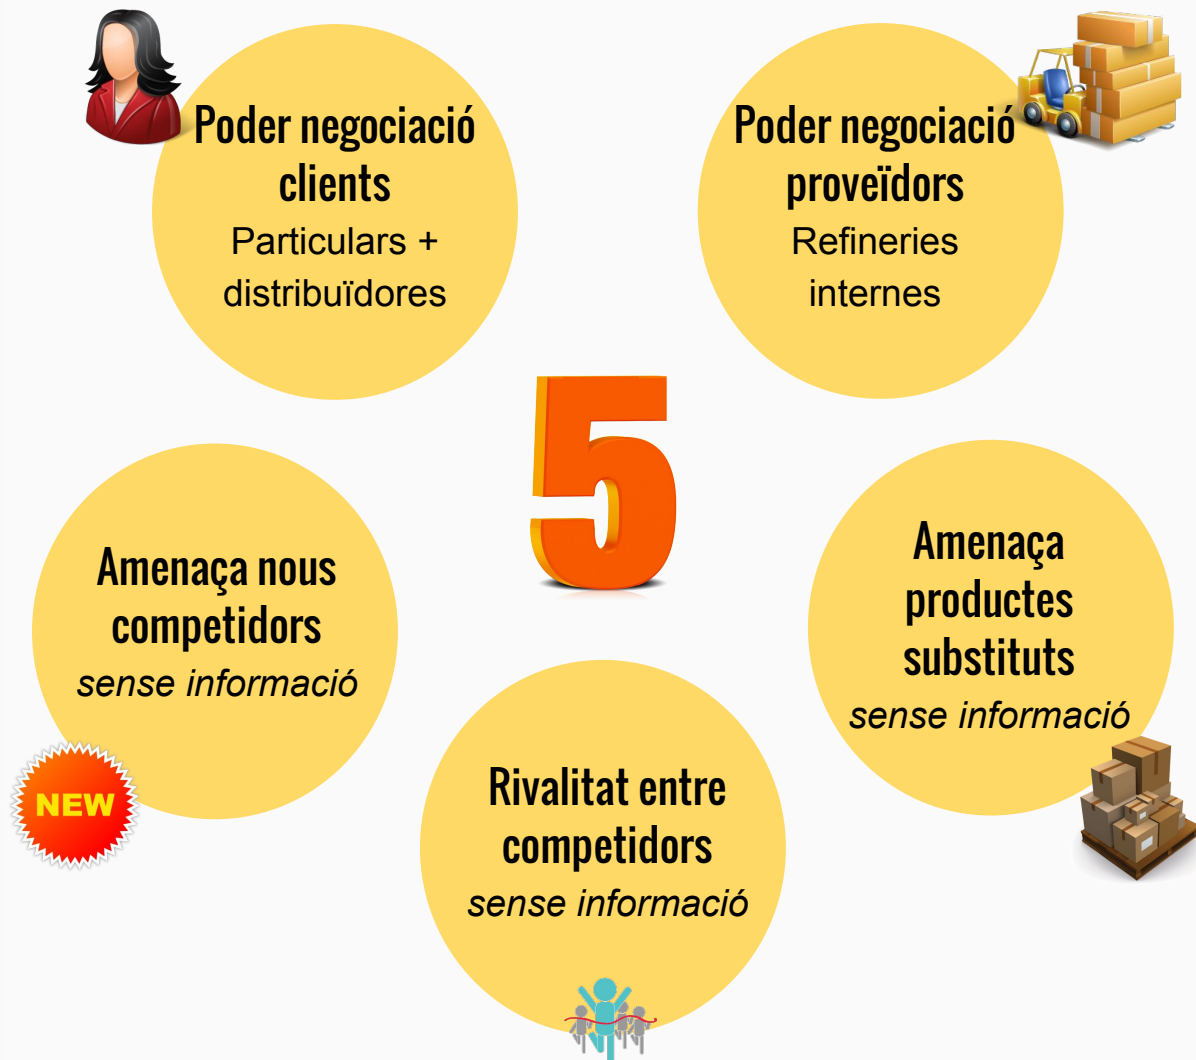 Poder negociació
clients
Particulars +
distribuïdores
Poder negociació
proveïdors
Refineries
internes
5
Amenaça nous
competidors
sense informació
NEW
Amenaça
productes
substituts
sense informació
Rivalitat entre
competidors
sense informació